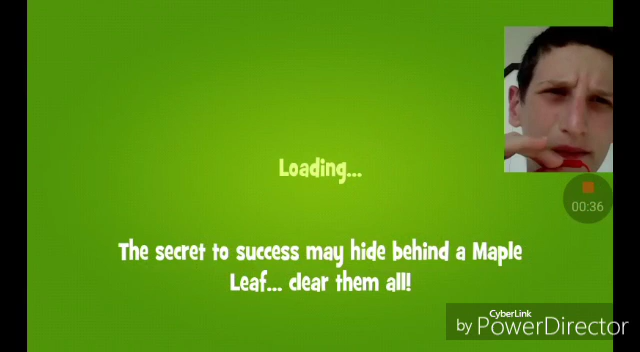 Loading...
00:36
The secret to success may hide behind a Maple
Leaf... clear them all!
CyberLink
by PowerDirector